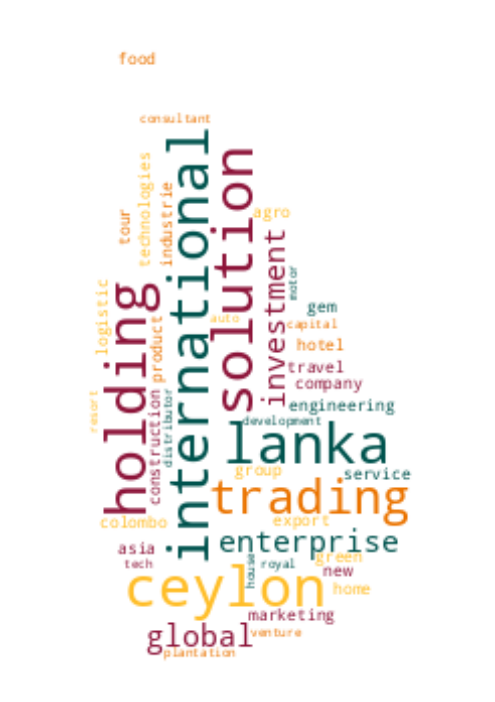 food
consultant
international
solution
technologies
industrie
tour
agro
investment
motor
holding
logistic
gem
auto
capital
product
hotel
travel
company
resort
construction
distributor
engineering
development
lanka
group
service
trading
colombo
export
enterprise
asia
green
tech
house
royal
new
ceylon
home
marketing
global
venture
plantation